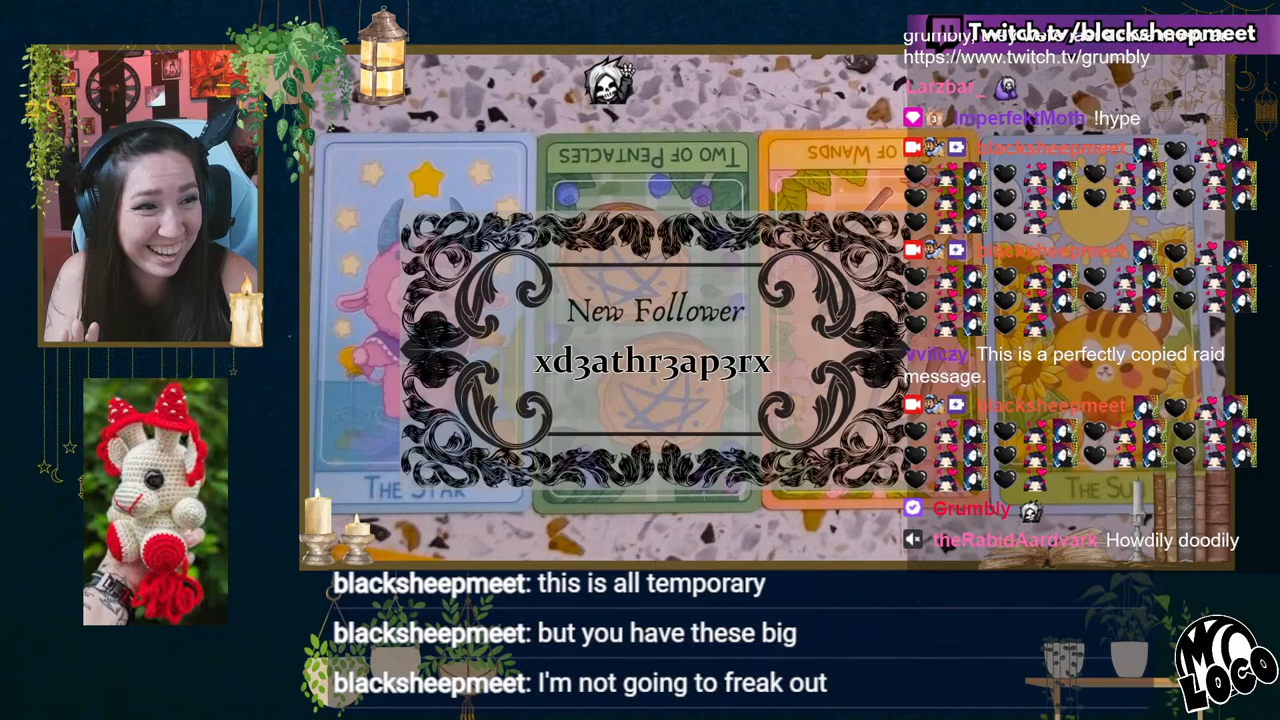 Twitch.tv/blacksheepmeet
https://www.twitch.tv/grumbly
Larzbar_
ImperfektMoth !hype
blacksheepmeet
blacksheepmeet
vvifczy This is a perfectly copied raid
message.
blacksheepmeet
Grumbly
theRabidAardvark Howdily doodily
TWO OF PENTACLES
OF WANDS
New Follower
xd3athr3ap3rx
THE STAR
THE SU
blacksheepmeet: this is all temporary
blacksheepmeet: but you have these big
blacksheepmeet: I'm not going to freak out
MC
LOCO